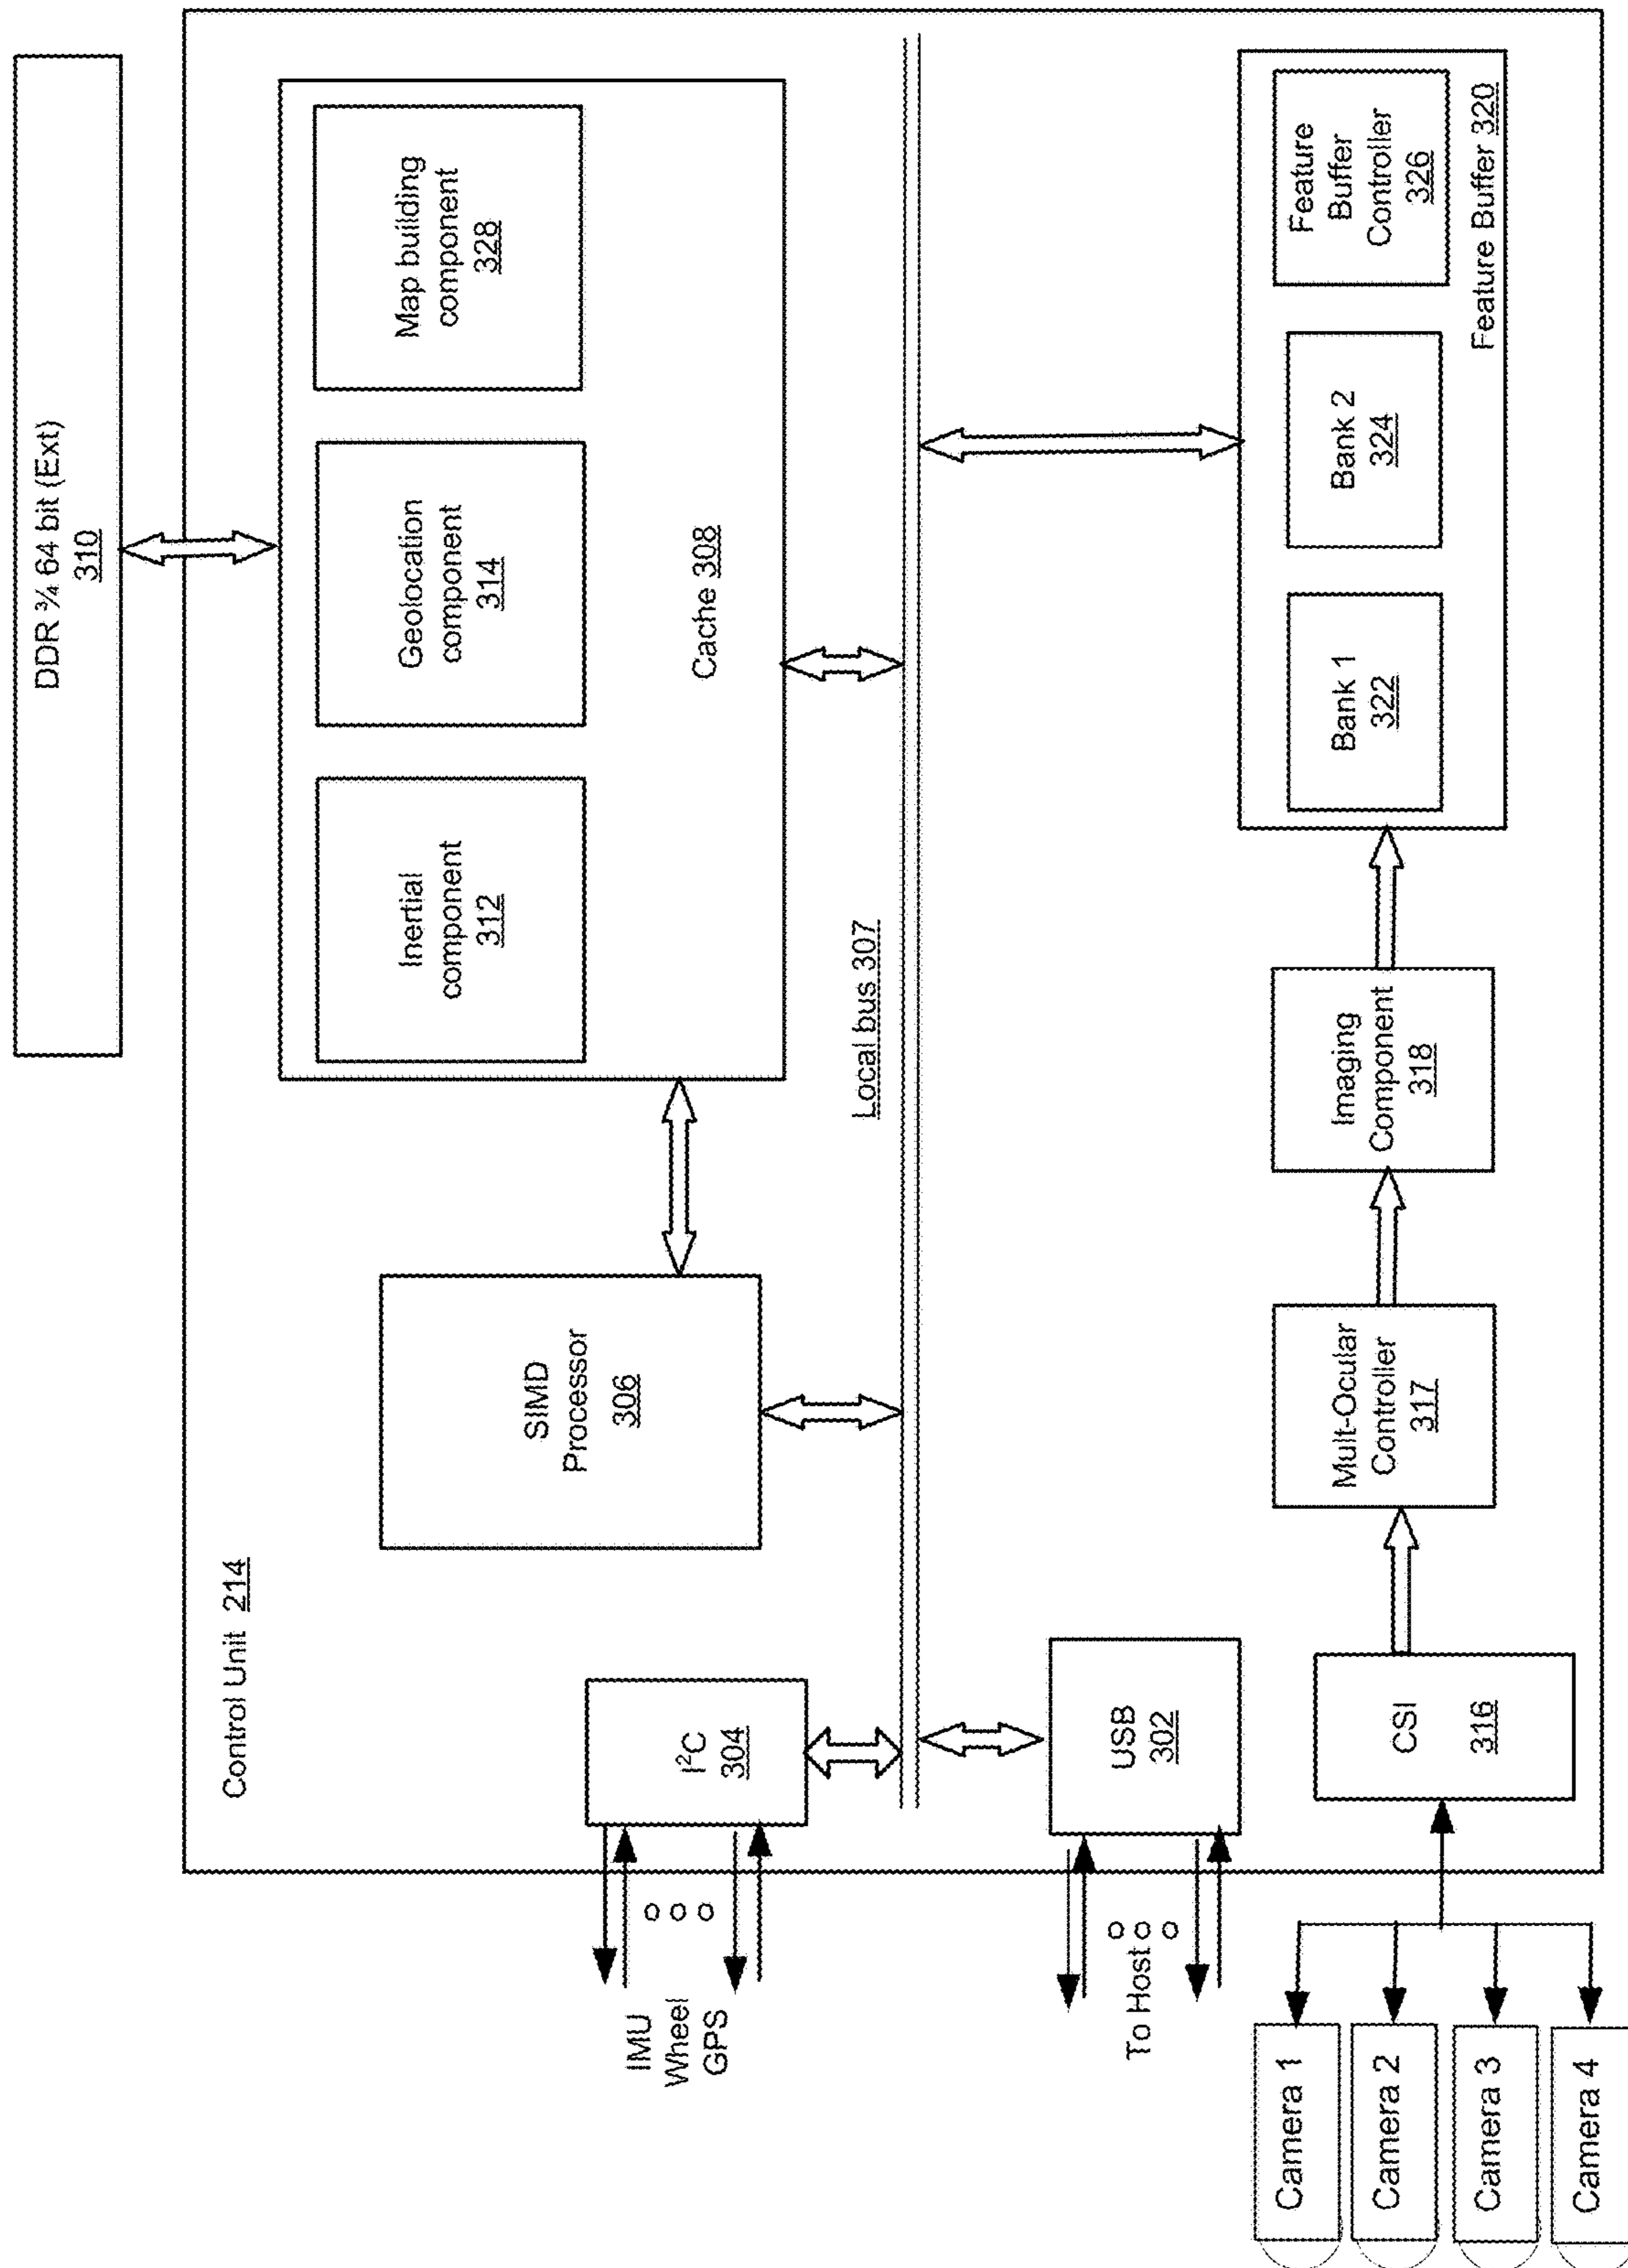 DDR ¾ 64 bit (Ext)
310
Control Unit 214
Inertial
component
312
Geolocation
component
314
Map building
component
328
Cache 308
SIMD
Processor
306
I²C
304
IMU
Wheel
GPS
Local bus 307
USB
302
To Host
CSI
316
Mult-Ocular
Controller
317
Imaging
Component
318
Bank 1
322
Bank 2
324
Feature
Buffer
Controller
326
Feature Buffer 320
Camera 1
Camera 2
Camera 3
Camera 4